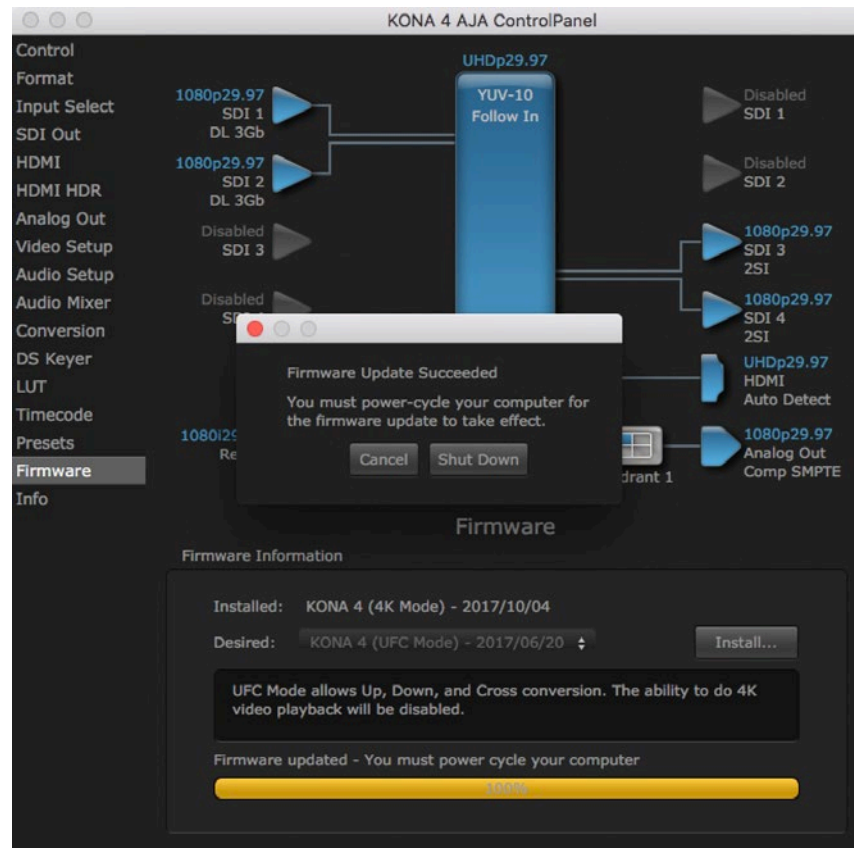 KONA 4 AJA ControlPanel
Control
Format
Input Select
SDI Out
HDMI
HDMI HDR
Analog Out
Video Setup
Audio Setup
Audio Mixer
Conversion
DS Keyer
LUT
Timecode
Presets
Firmware
Info
UHDp29.97
YUV-10
Follow In
1080p29.97
SDI 1
DL 3Gb
1080p29.97
SDI 2
DL 3Gb
Disabled
SDI 3
Disabled
1080i29
Re
Disabled
SDI 1
Disabled
SDI 2
1080p29.97
SDI 3
2SI
1080p29.97
SDI 4
2SI
UHDp29.97
HDMI
Auto Detect
1080p29.97
Analog Out
Comp SMPTE
drant 1
Firmware Update Succeeded
You must power-cycle your computer for
the firmware update to take effect.
Cancel Shut Down
Firmware
Firmware Information
Installed: KONA 4 (4K Mode) - 2017/10/04
Desired: KONA 4 (UFC Mode) - 2017/06/20 Install...
UFC Mode allows Up, Down, and Cross conversion. The ability to do 4K
video playback will be disabled.
Firmware updated - You must power cycle your computer
100%